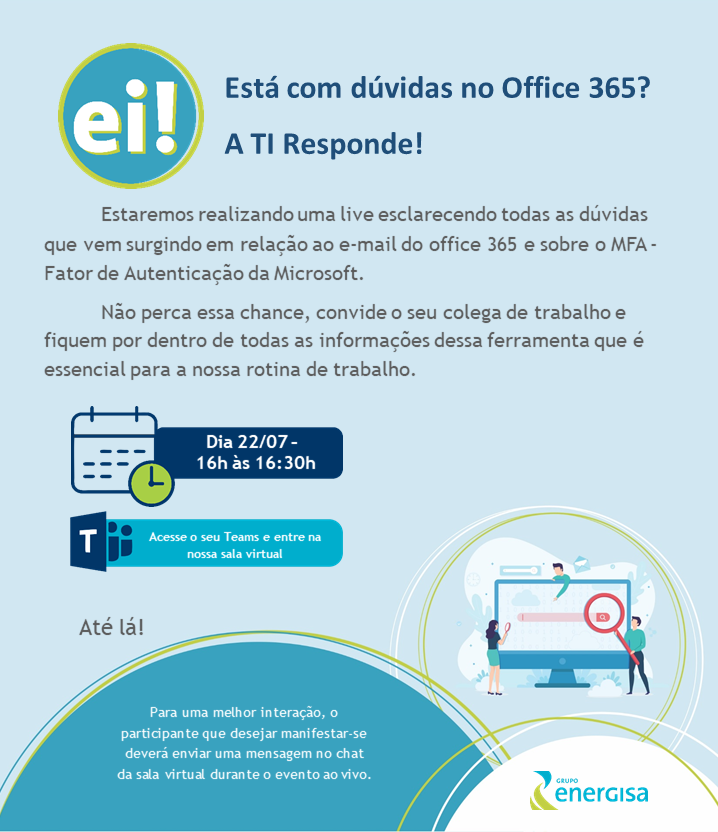 ei!
Está com dúvidas no Office 365?
A TI Responde!
Estaremos realizando uma live esclarecendo todas as dúvidas
que vem surgindo em relação ao e-mail do office 365 e sobre o MFA -
Fator de Autenticação da Microsoft.
Não perca essa chance, convide o seu colega de trabalho e
fiquem por dentro de todas as informações dessa ferramenta que é
essencial para a nossa rotina de trabalho.
Dia 22/07 –
16h às 16:30h
T
Acesse o seu Teams e entre na
nossa sala virtual
Até lá!
Para uma melhor interação, o
participante que desejar manifestar-se
deverá enviar uma mensagem no chat
da sala virtual durante o evento ao vivo.
GRUPO
energisa